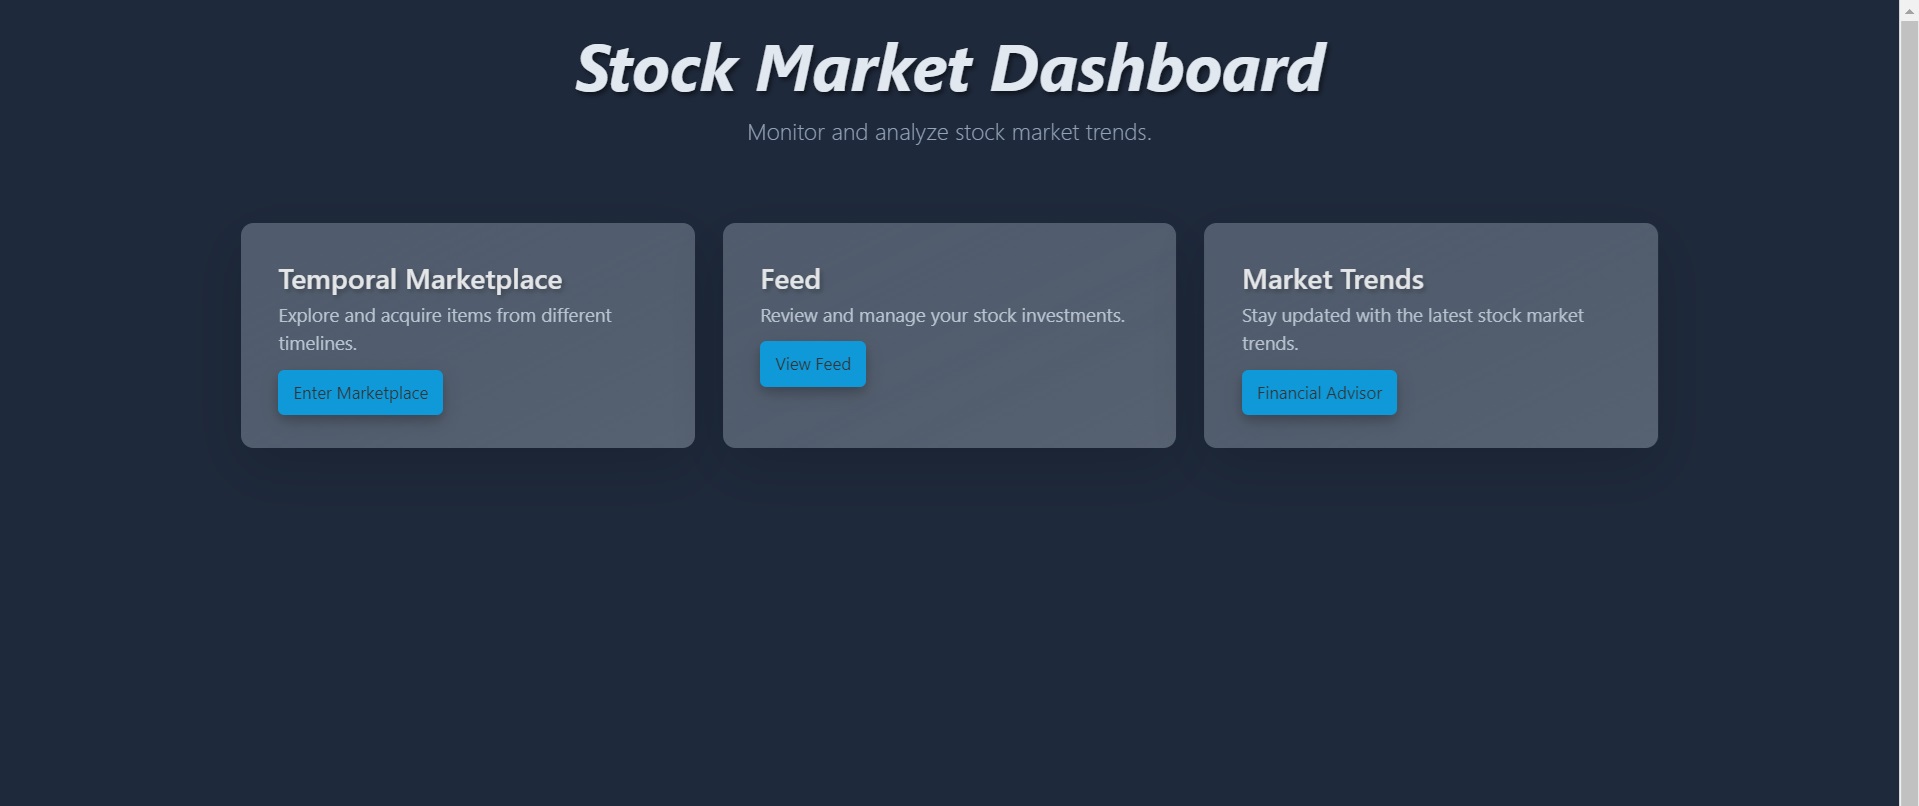 Stock Market Dashboard
Monitor and analyze stock market trends.
Temporal Marketplace
Explore and acquire items from different
timelines.
Enter Marketplace
Feed
Review and manage your stock investments.
View Feed
Market Trends
Stay updated with the latest stock market
trends.
Financial Advisor